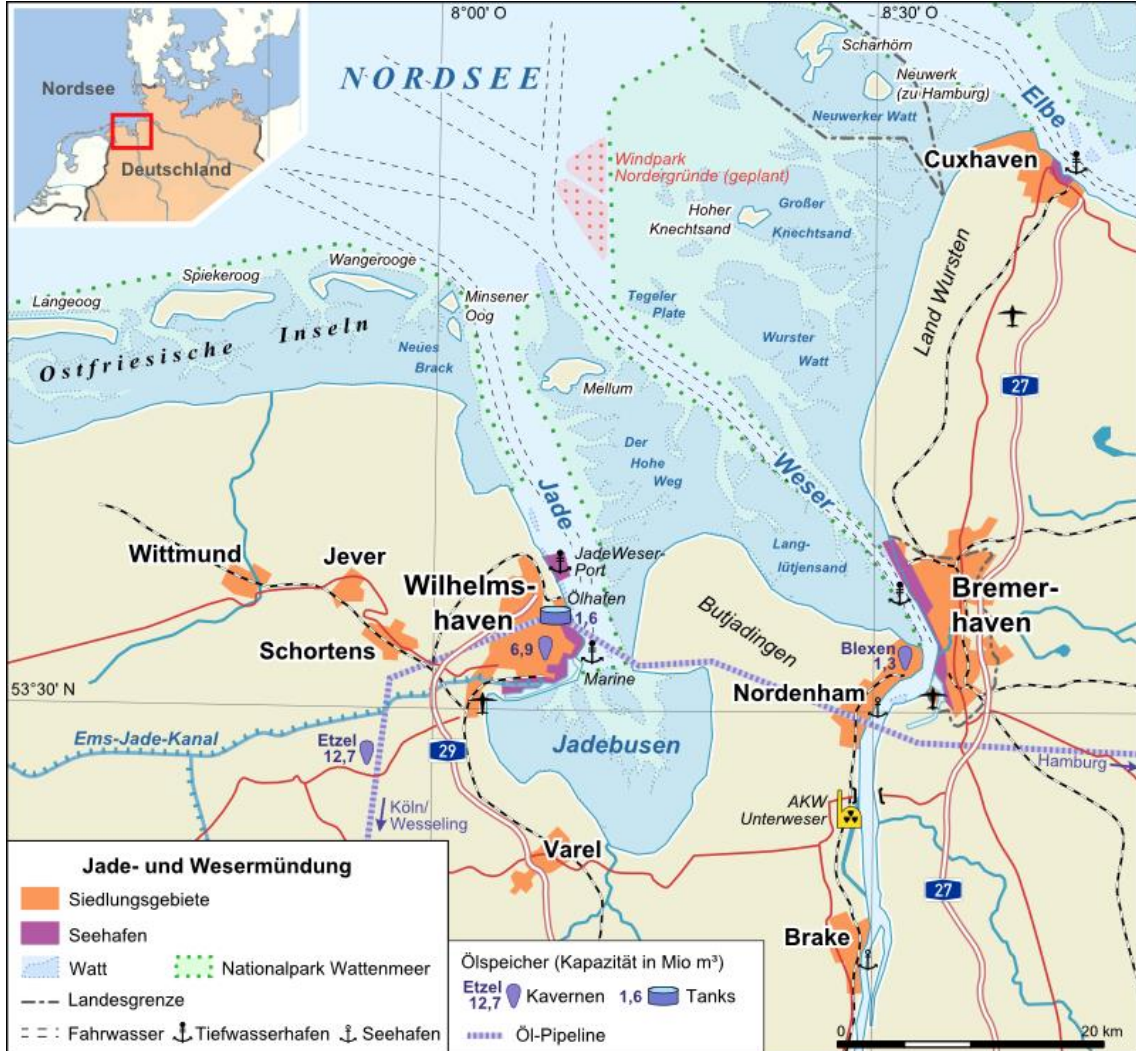 8°00' O
8°30' O
Nordsee
Deutschland
NORDSEE
Scharhörn
Neuwerk
(zu Hamburg)
Neuwerker Watt
Elbe
Cuxhaven
Windpark
Nordergründe (geplant)
Hoher
Knechtsand
Großer
Knechtsand
Land Wursten
Langeoog
Spiekeroog
Wangerooge
Minsener
Oog
Ostfriesische Inseln
Neues
Brack
Mellum
Tegeler
Plate
Wurster
Watt
27
Der
Hohe
Weg
Jade
Weser
Lang-
lütjensand
Wittmund
Jever
Schortens
Wilhelms-
haven
JadeWeser-
Port
Ölhafen
1,6
6,9
Marine
Butjadingen
Blexen
1,3
Bremer-
haven
Nordenham
53°30' N
Ems-Jade-Kanal
Etzel
12,7
29
Jadebusen
Hamburg
Köln/
Wesseling
AKW
Unterweser
Varel
27
Brake
Jade- und Wesermündung
Siedlungsgebiete
Seehafen
Watt
Nationalpark Wattenmeer
Landesgrenze
Fahrwasser
Tiefwasserhafen
Seehafen
Ölspeicher (Kapazität in Mio m³)
Etzel
12,7
Kavernen
1,6
Tanks
Öl-Pipeline
0
20 km